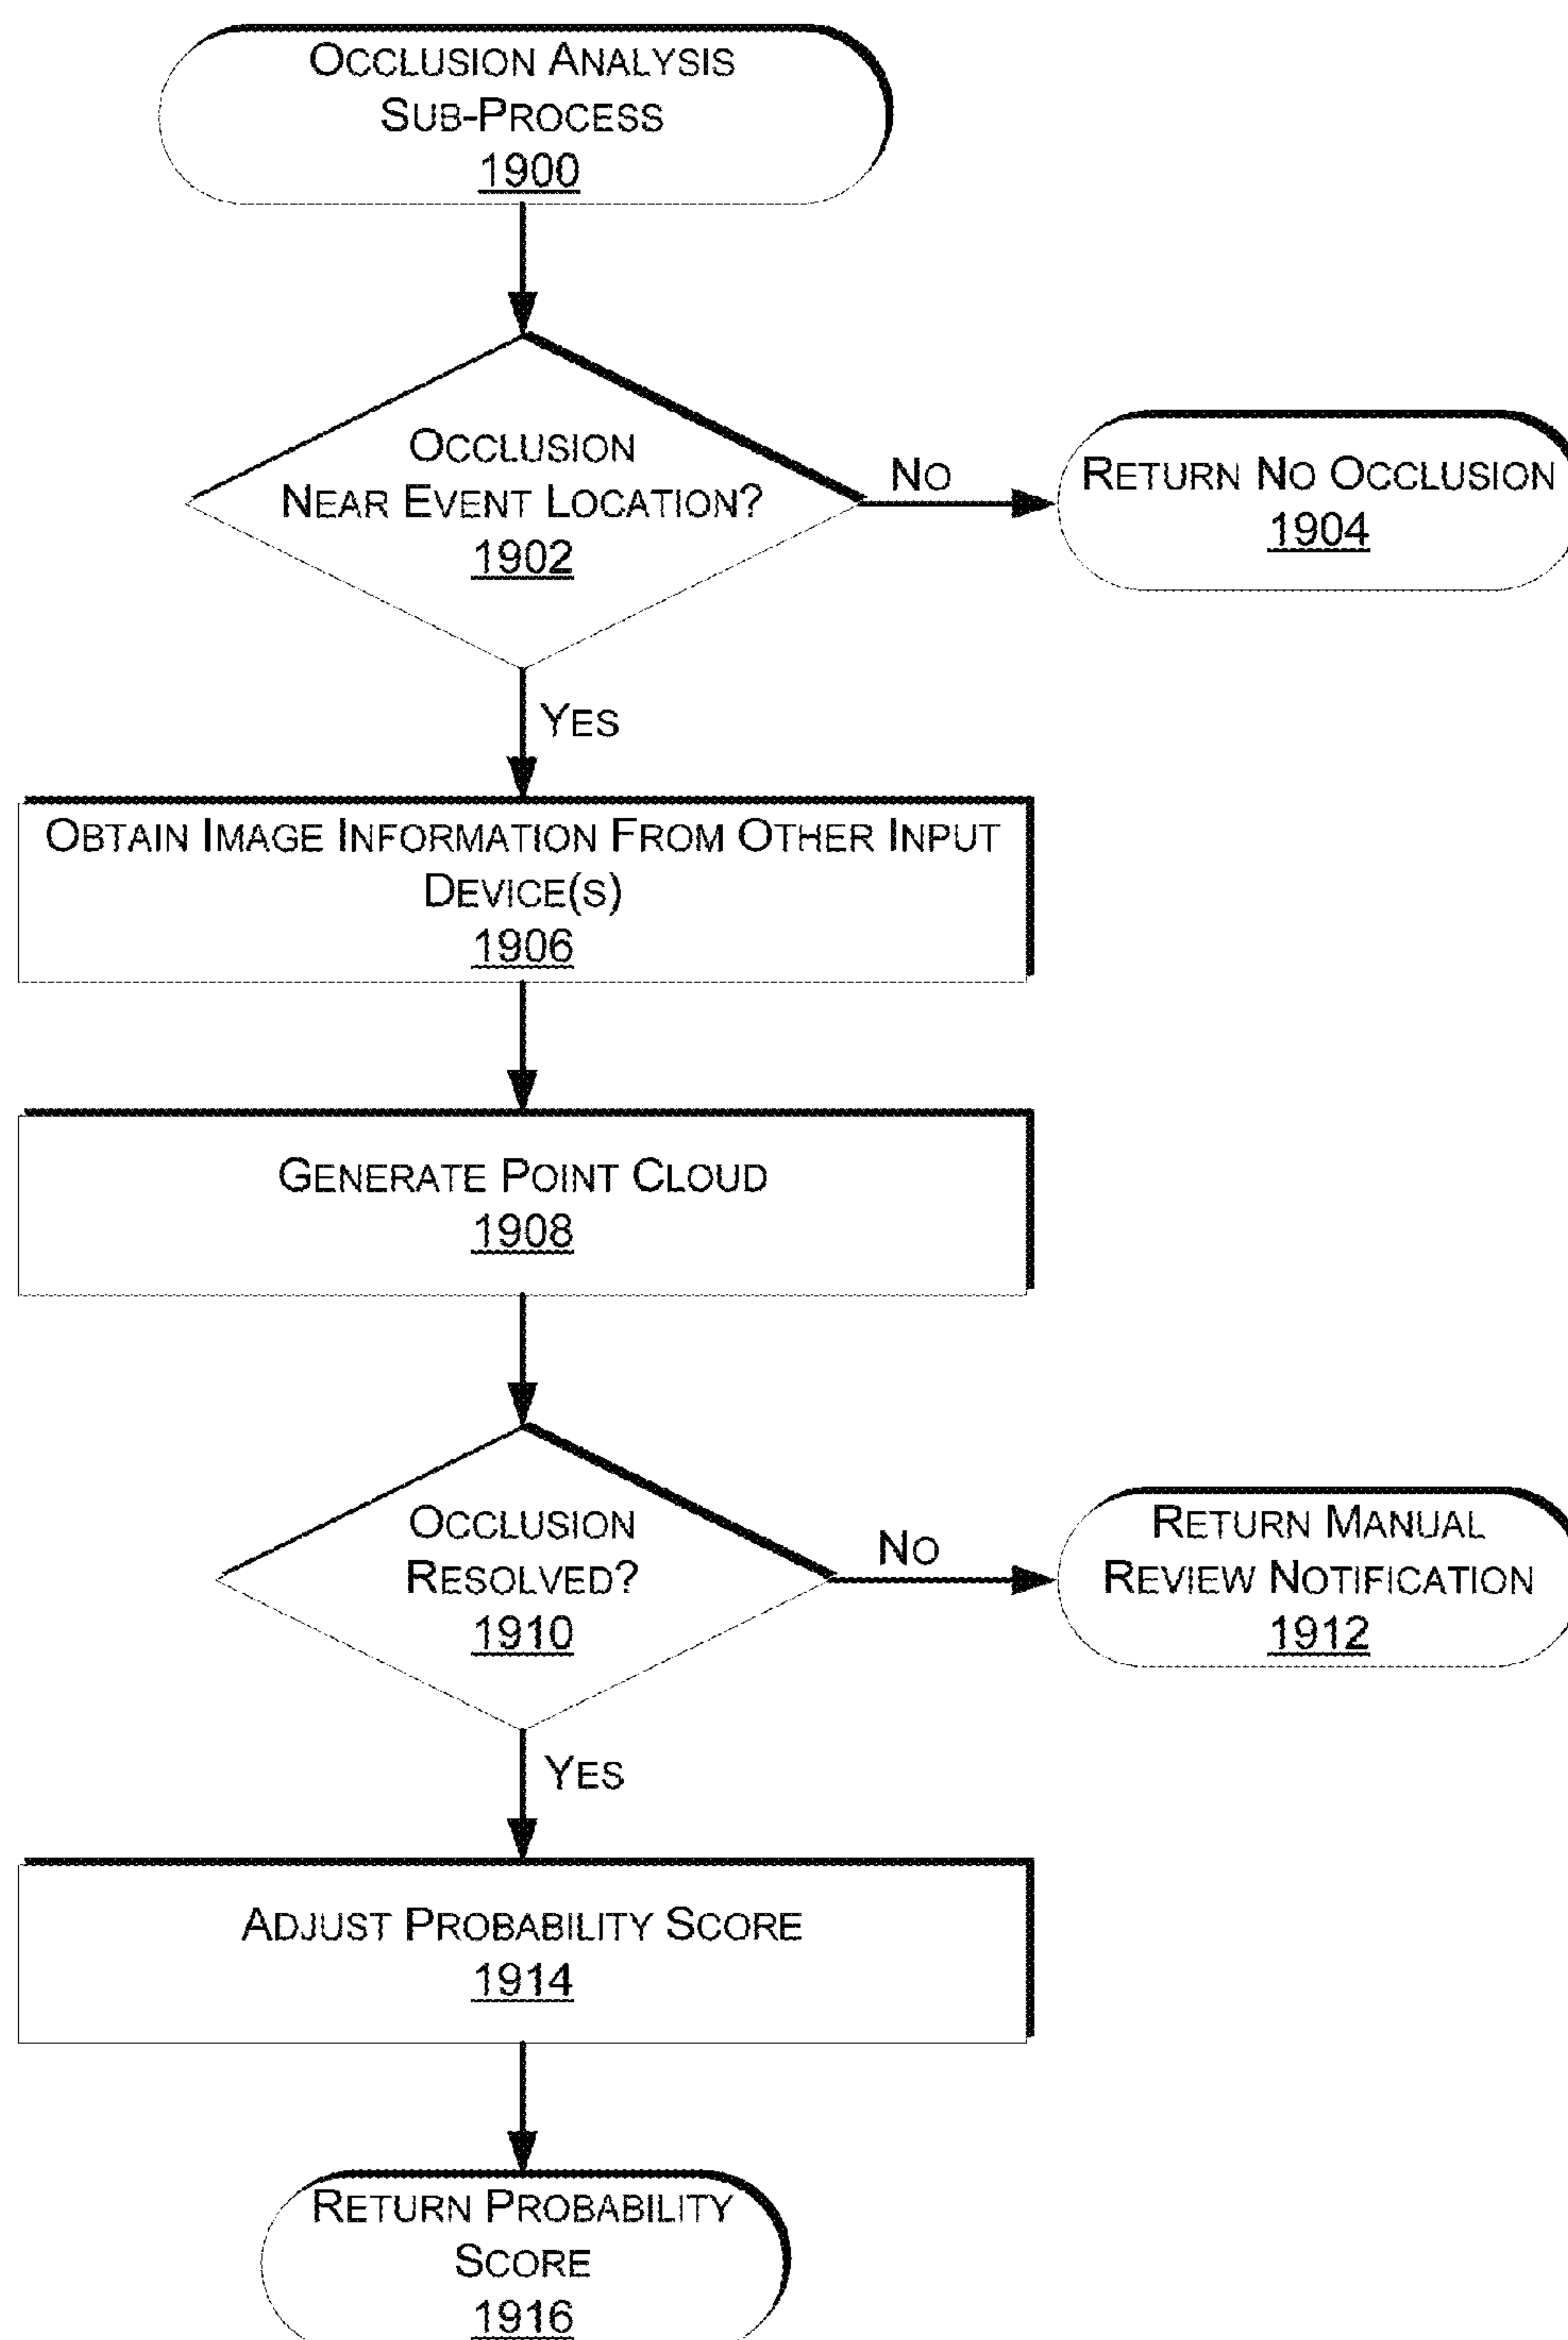 OCCLUSION ANALYSIS
SUB-PROCESS
1900
OCCLUSION
NEAR EVENT LOCATION?
1902
NO
RETURN NO OCCLUSION
1904
YES
OBTAIN IMAGE INFORMATION FROM OTHER INPUT
DEVICE(S)
1906
GENERATE POINT CLOUD
1908
OCCLUSION
RESOLVED?
1910
NO
RETURN MANUAL
REVIEW NOTIFICATION
1912
YES
ADJUST PROBABILITY SCORE
1914
RETURN PROBABILITY
SCORE
1916